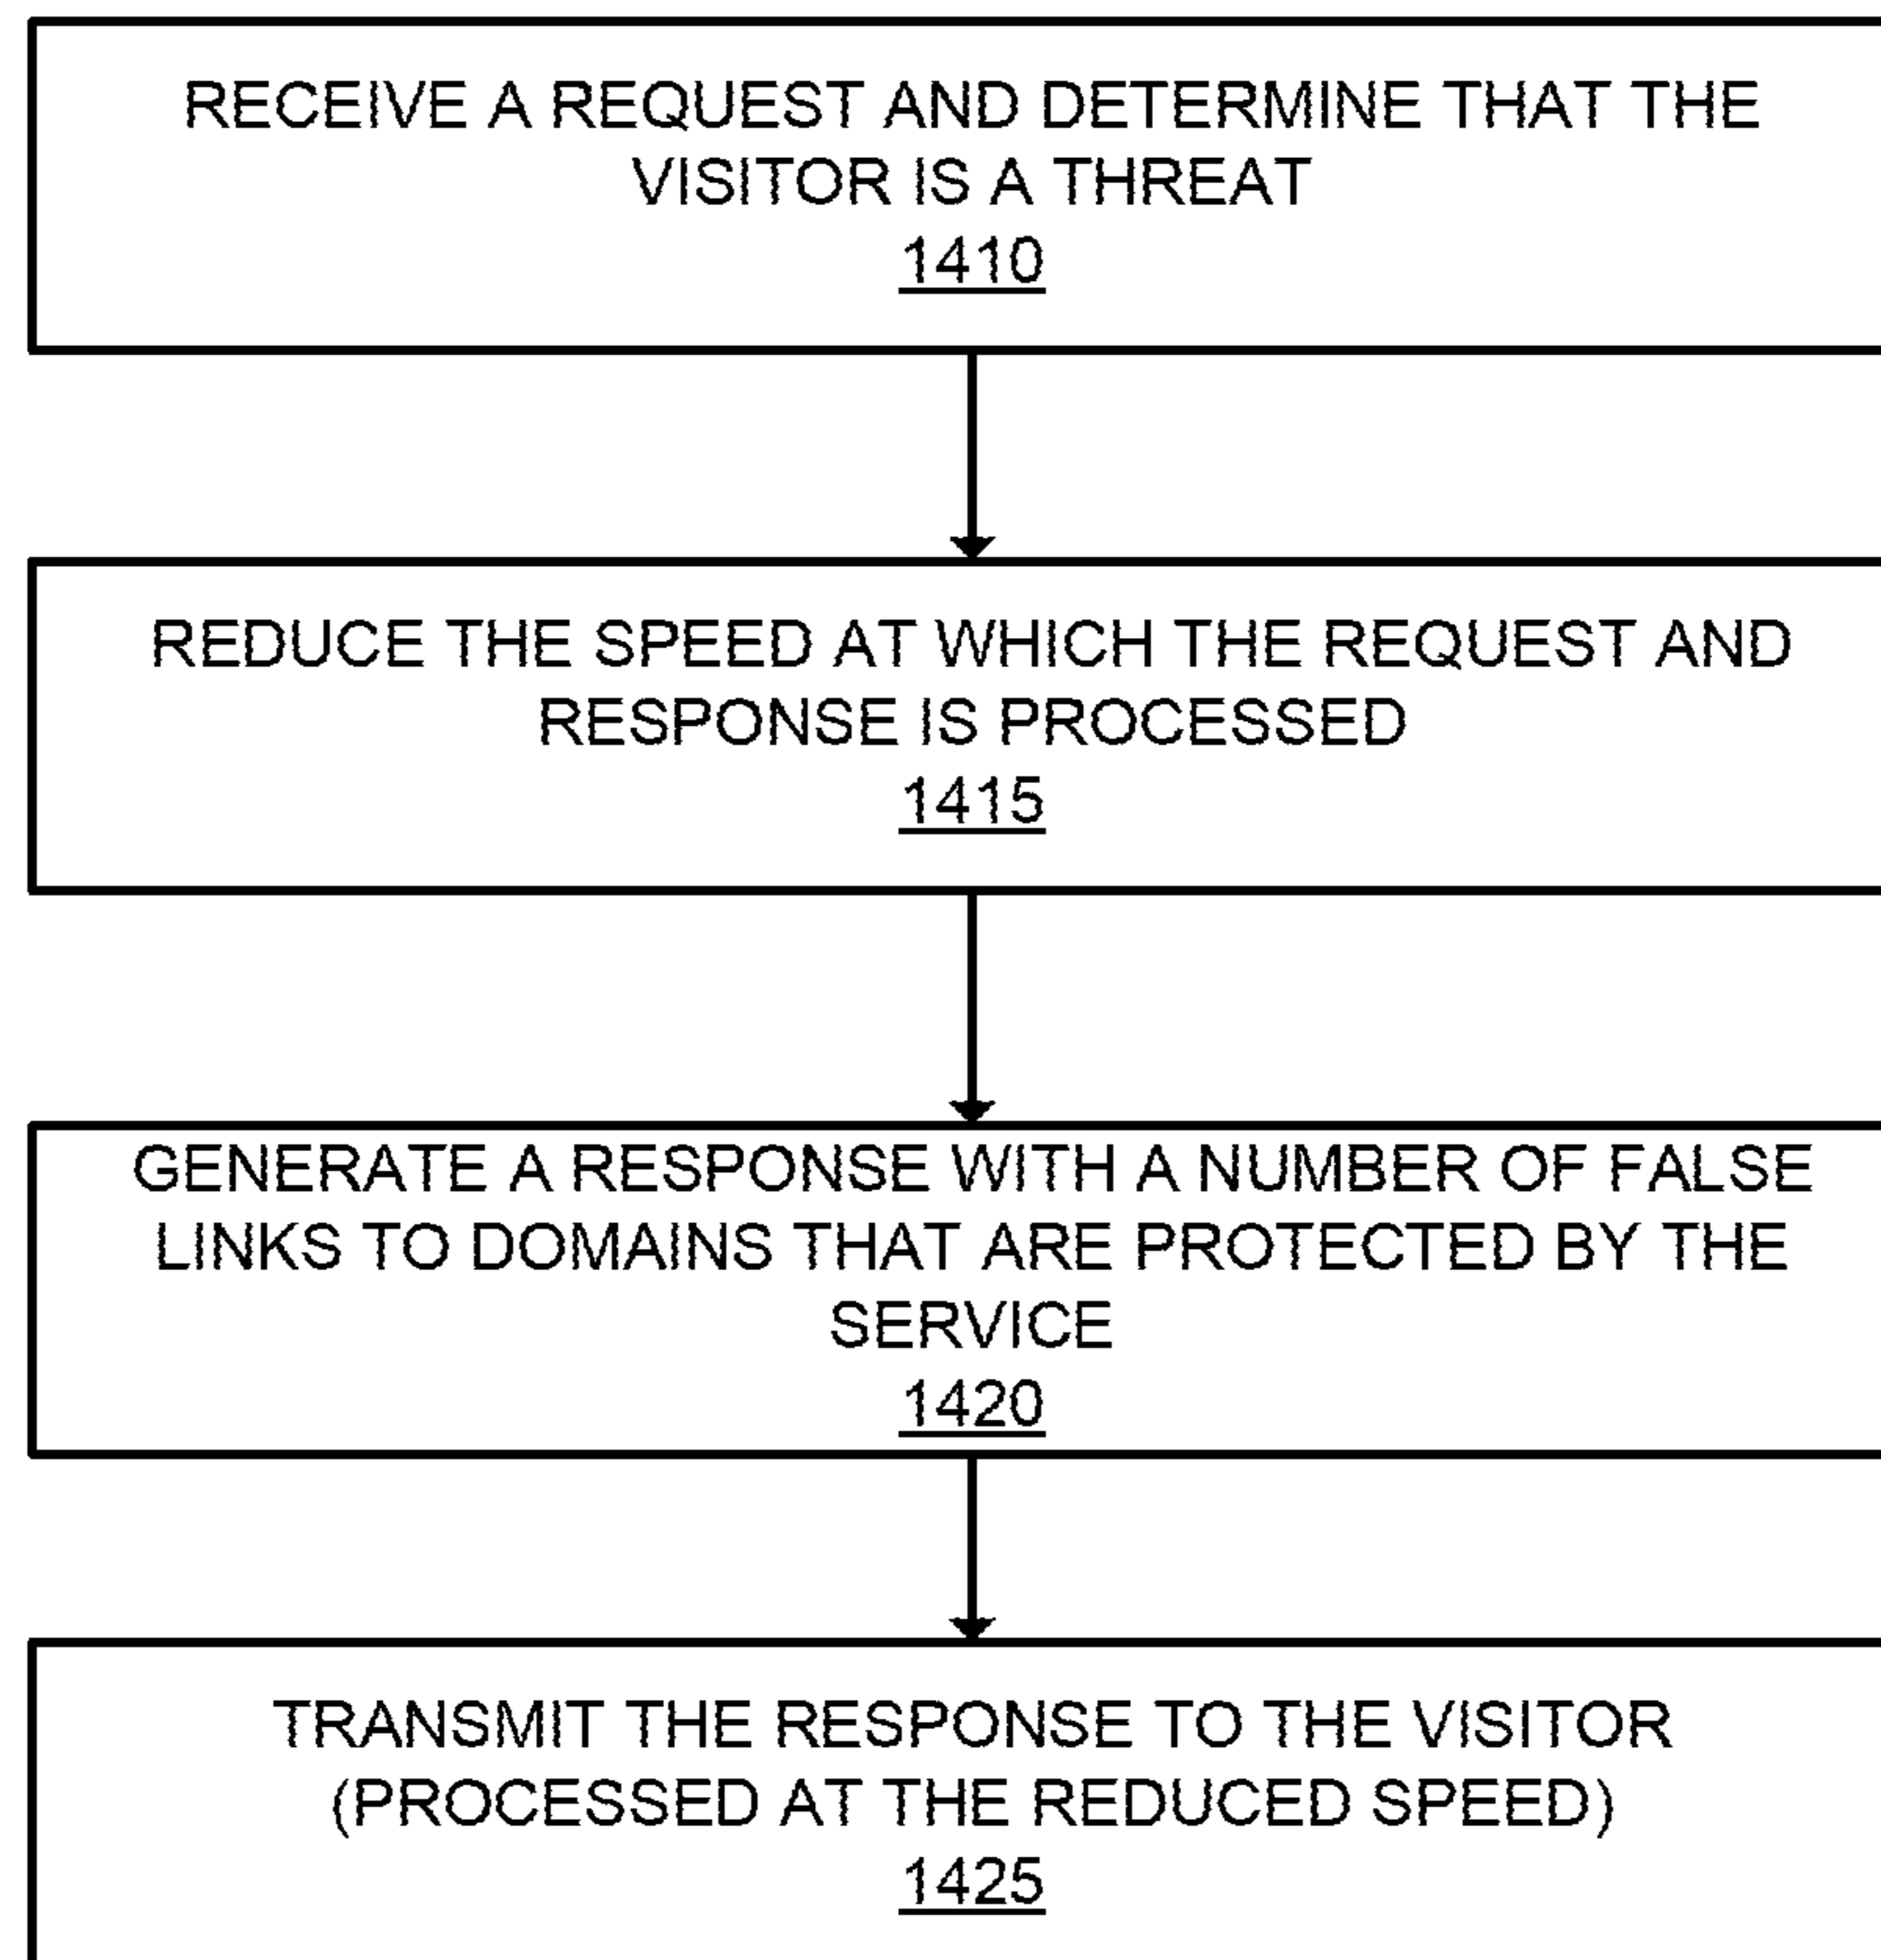 RECEIVE A REQUEST AND DETERMINE THAT THE
VISITOR IS A THREAT
1410
REDUCE THE SPEED AT WHICH THE REQUEST AND
RESPONSE IS PROCESSED
1415
GENERATE A RESPONSE WITH A NUMBER OF FALSE
LINKS TO DOMAINS THAT ARE PROTECTED BY THE
SERVICE
1420
TRANSMIT THE RESPONSE TO THE VISITOR
(PROCESSED AT THE REDUCED SPEED)
1425